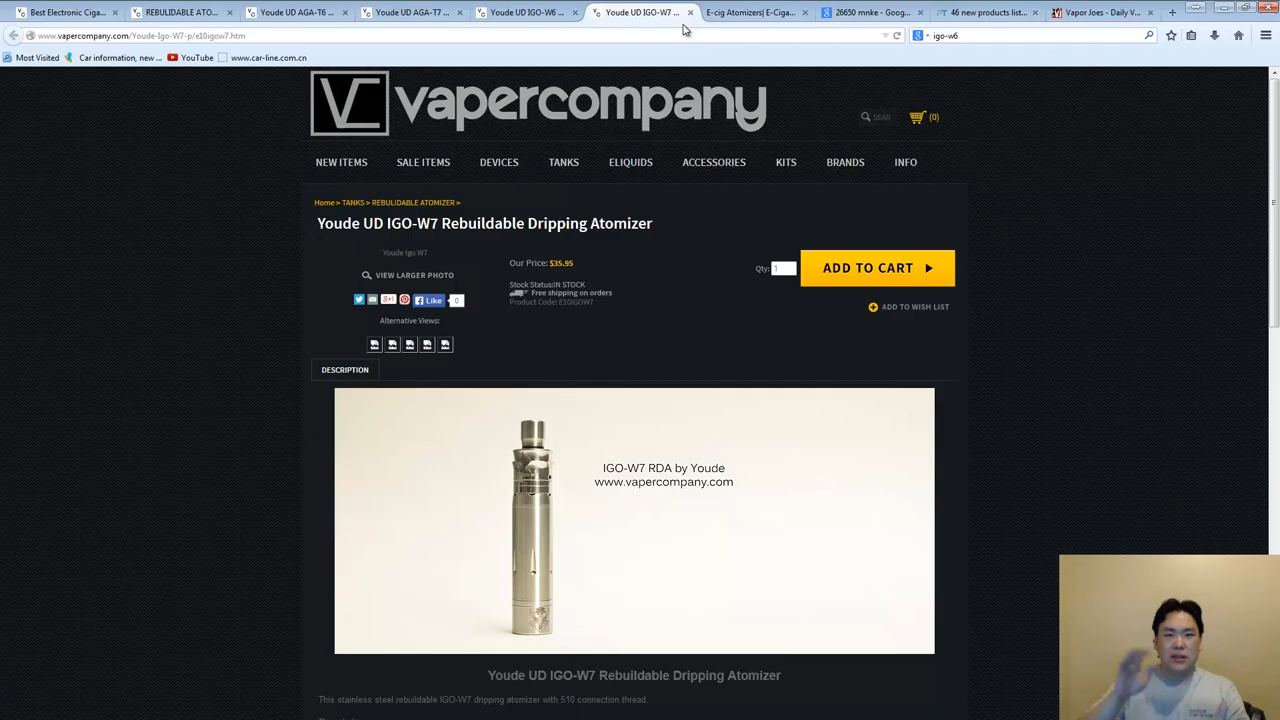 Best Electronic Ciga...
REBUILDABLE ATO...
Youde UD AGA-T6 ...
Youde UD AGA-T7 ...
Youde UD IGO-W6 ...
Youde UD IGO-W7 ...
E-cig Atomizers| E-Cigа...
26650 mnke - Goog...
46 new products list...
Vapor Joes - Daily V...
www.vapercompany.com/Youde-Igo-W7-p/e10igow7.htm
igo-w6
Most Visited
Car information, new ...
YouTube
www.car-line.com.cn
VC vapercompany
SEAR
(0)
NEW ITEMS
SALE ITEMS
DEVICES
TANKS
ELIQUIDS
ACCESSORIES
KITS
BRANDS
INFO
Home > TANKS > REBUILDABLE ATOMIZER >
Youde UD IGO-W7 Rebuildable Dripping Atomizer
Youde Igo W7
VIEW LARGER PHOTO
Like 0
Alternative Views:
Our Price: $35.95
Stock Status:IN STOCK
Free shipping on orders
Product Code: E10IGOW7
Qty: 1
ADD TO CART
ADD TO WISH LIST
DESCRIPTION
IGO-W7 RDA by Youde
www.vapercompany.com
Youde UD IGO-W7 Rebuildable Dripping Atomizer
This stainless steel rebuildable IGO-W7 dripping atomizer with 510 connection thread.